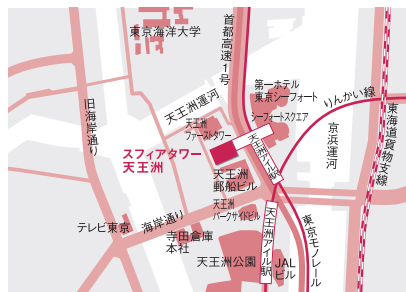 東京海洋大学
首都高速1号
第一ホテル
東京シーフォート
シーフォートスクエア
りんかい線
天王洲運河
天王洲
ファーストタワー
京浜運河
東海道貨物支線
旧海岸通り
スフィアタワー
天王洲
天王洲アイル駅
天王洲
郵船ビル
天王洲
パークサイドビル
海岸通り
テレビ東京
寺田倉庫
本社
天王洲公園
天王洲アイル駅
東京モノレール
JAL
ビル